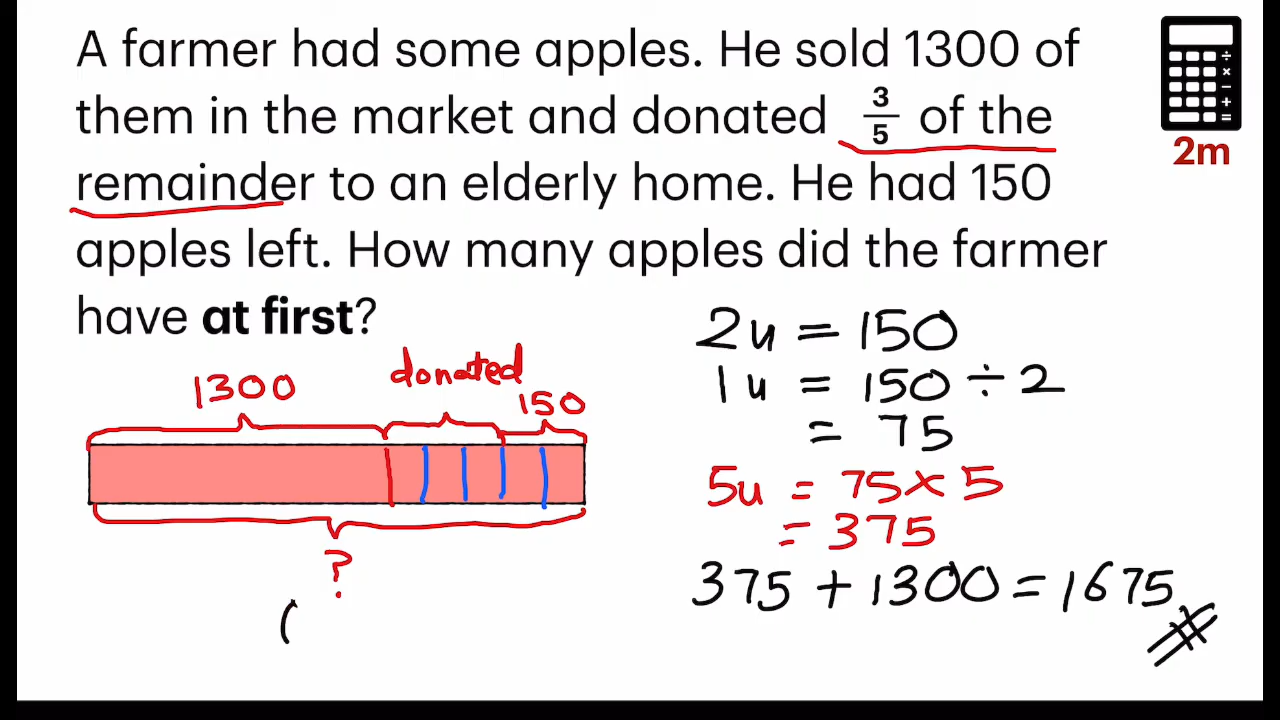 A farmer had some apples. He sold 1300 of
them in the market and donated 3/5 of the
remainder to an elderly home. He had 150
apples left. How many apples did the farmer
have at first?
2m
1300 donated 150
?
(
2u = 150
1u = 150 ÷ 2
= 75
5u = 75 × 5
= 375
375 + 1300 = 1675